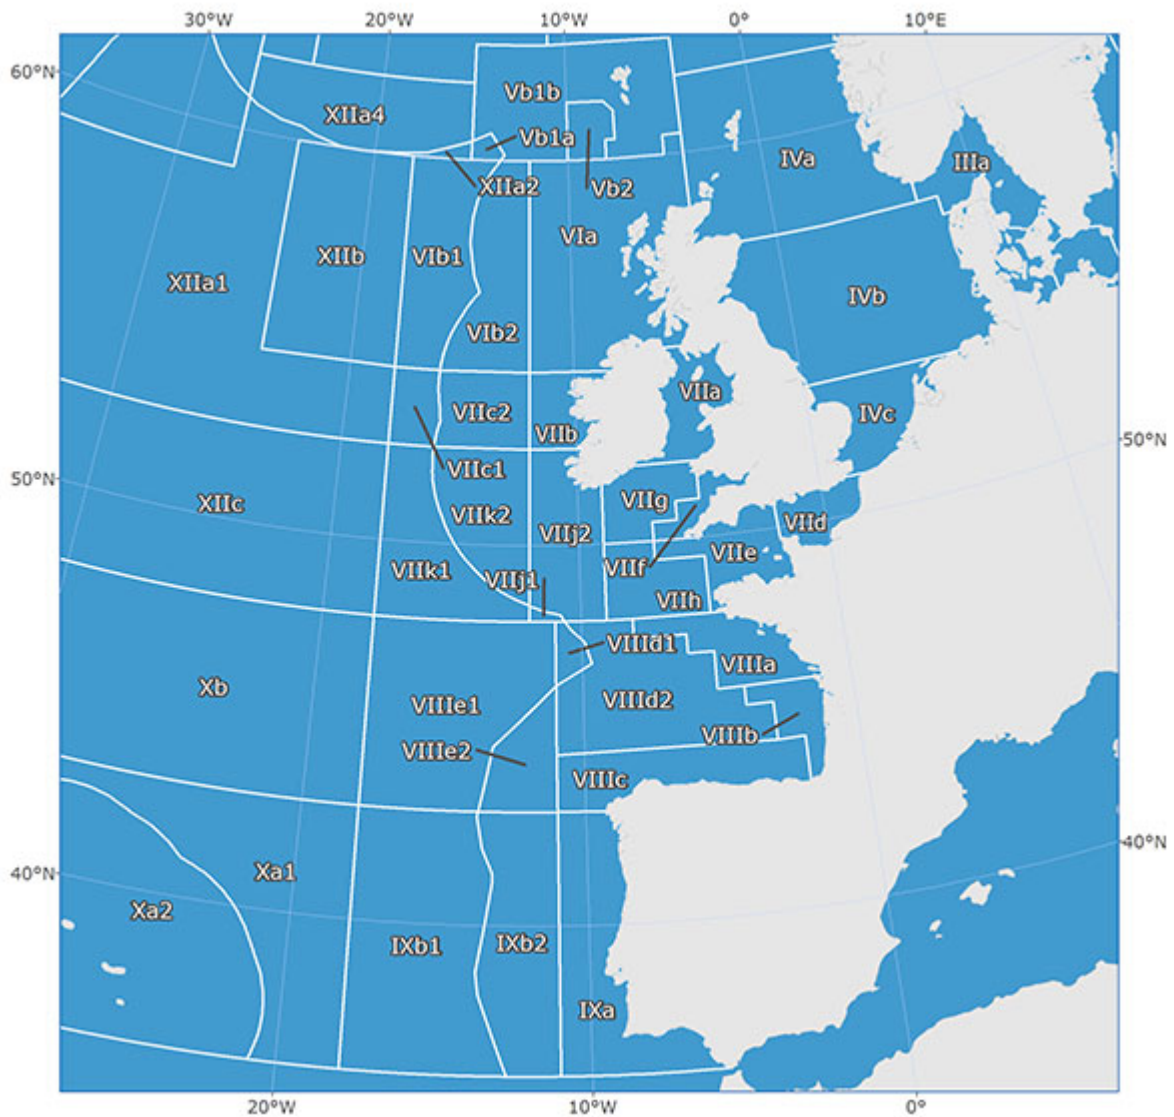 30°W 20°W 10°W 0° 10°E
60°N
Vb1b
XIIa4
Vb1a
IVa
IIIa
XIIa2
Vb2
VIa
XIIb
VIb1
XIIa1
IVb
VIb2
VIIa
VIIc2
IVc
VIIb
50°N
VIIc1
50°N
XIIc
VIIg
VIIk2
VIId
VIIj2
VIIe
VIIf
VIIk1
VIIj1
VIIh
VIIId1
VIIIa
Xb
VIIId2
VIIIe1
VIIIb
VIIIe2
VIIIc
40°N
Xa1
40°N
Xa2
IXb1
IXb2
IXa
20°W 10°W 0°